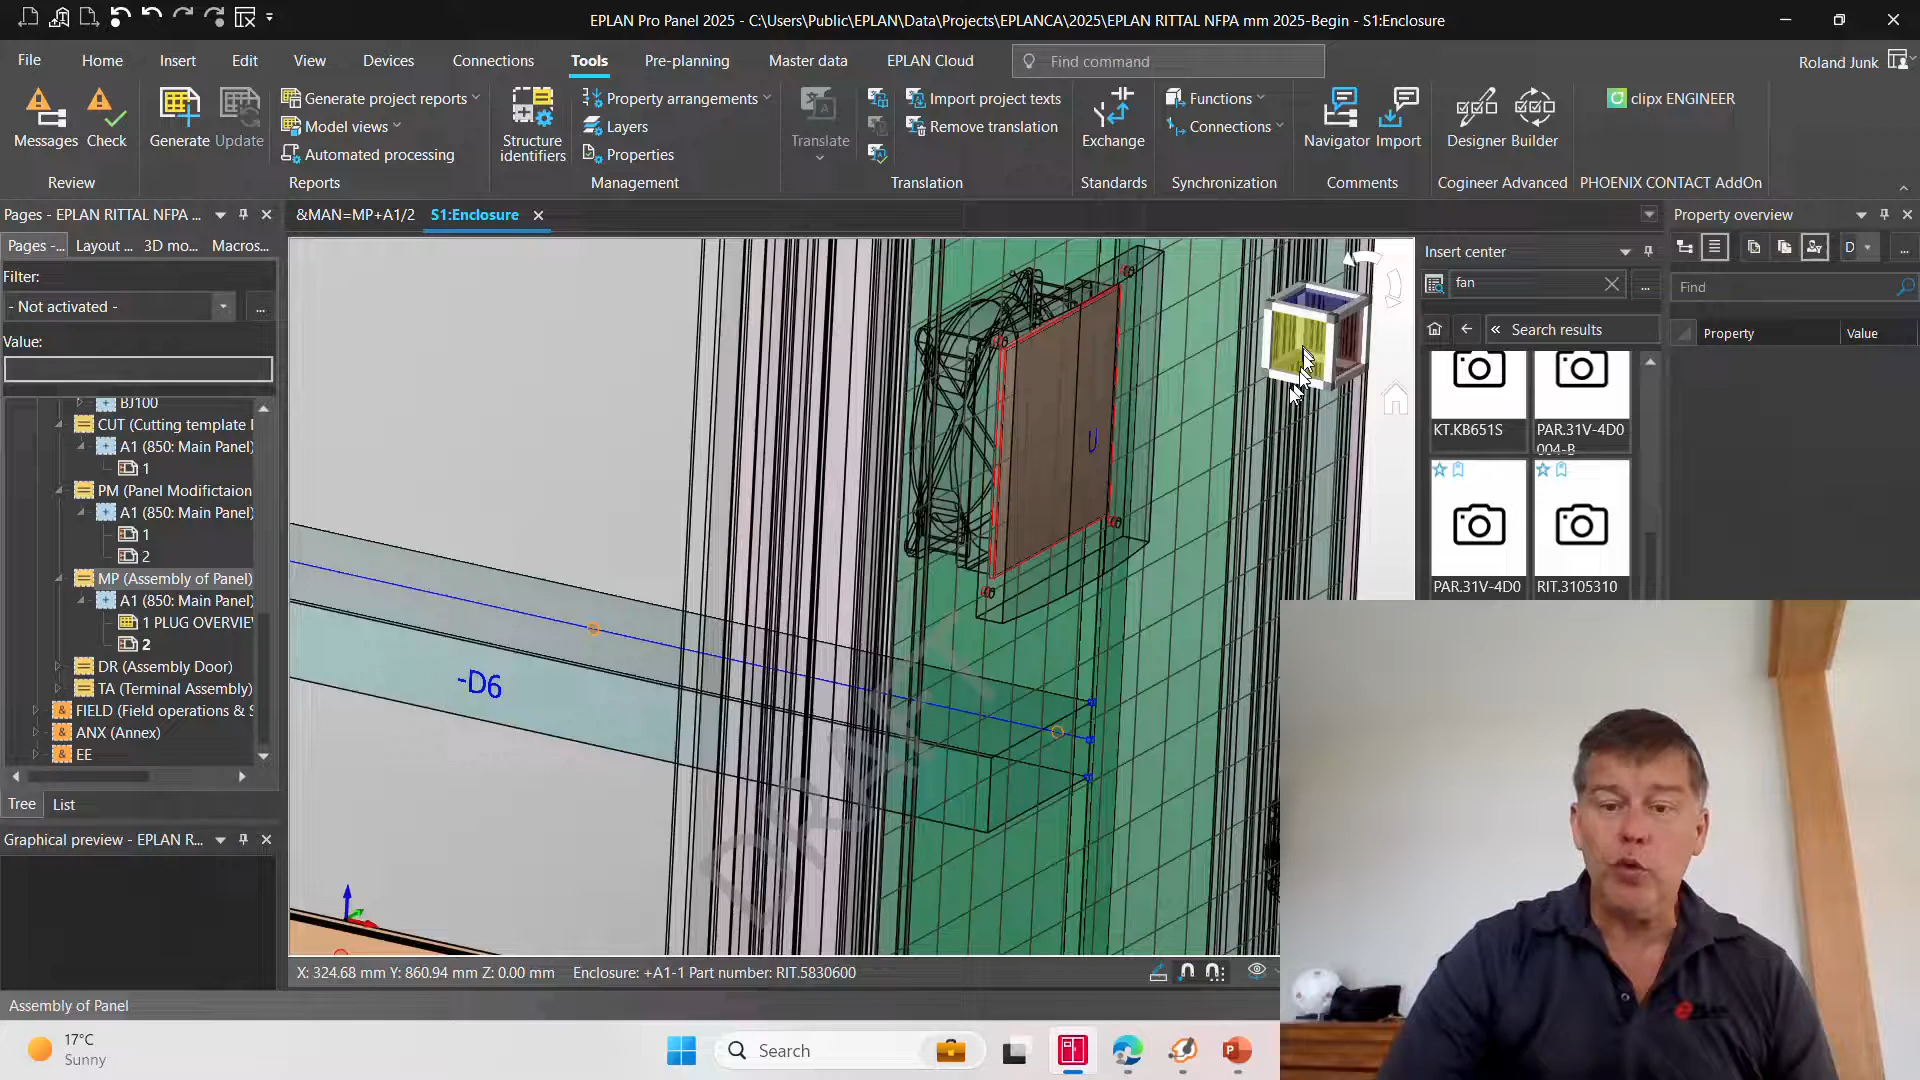 EPLAN Pro Panel 2025 - C:\Users\Public\EPLAN\Data\Projects\EPLANCA\2025\EPLAN RITTAL NFPA mm 2025-Begin - S1:Enclosure
File Home Insert Edit View Devices Connections Tools Pre-planning Master data EPLAN Cloud Find command Roland Junk
Generate project reports Property arrangements Import project texts Functions clipx ENGINEER
Model views Layers Remove translation Connections
Messages Check Generate Update Structure identifiers Translate Exchange Navigator Import Designer Builder
Automated processing Properties
Review Reports Management Translation Standards Synchronization Comments Cogineer Advanced PHOENIX CONTACT AddOn
Pages - EPLAN RITTAL NFPA ... &MAN=MP+A1/2 S1:Enclosure Property overview
Pages -... Layout ... 3D mo... Macros... Insert center D
Filter: fan ... Find
- Not activated - ... « Search results Property Value
Value:
BJ100
CUT (Cutting template
A1 (850: Main Panel)
1
PM (Panel Modifictaion
A1 (850: Main Panel)
1
2
MP (Assembly of Panel)
A1 (850: Main Panel)
1 PLUG OVERVIE
2
DR (Assembly Door)
TA (Terminal Assembly)
FIELD (Field operations &
ANX (Annex)
EE
Tree List
Graphical preview - EPLAN R...
-D6
U
DRAFT
KT.KB651S PAR.31V-4D0
004-B
PAR.31V-4D0 RIT.3105310
X: 324.68 mm Y: 860.94 mm Z: 0.00 mm Enclosure: +A1-1 Part number: RIT.5830600
Assembly of Panel
17°C
Sunny
Search